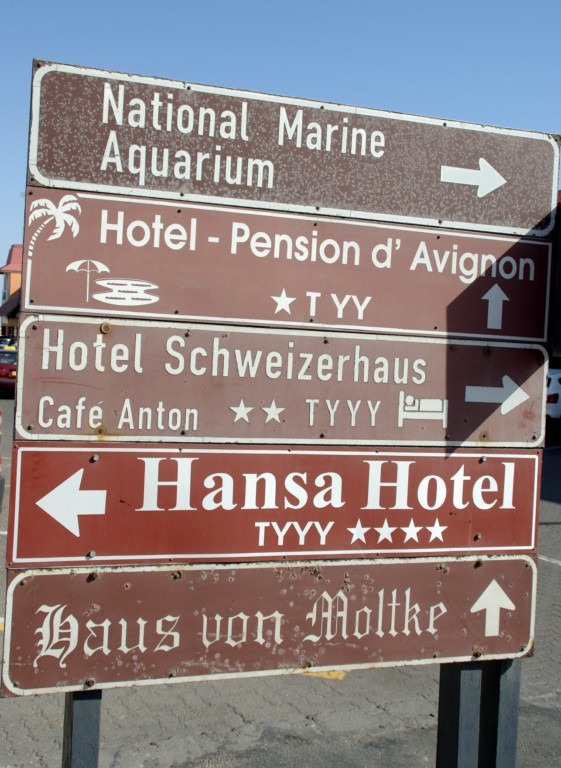 National Marine
Aquarium
Hotel - Pension d' Avignon
T YY
Hotel Schweizerhaus
Café Anton TYYY
Hansa Hotel
TYYY
Haus von Moltke